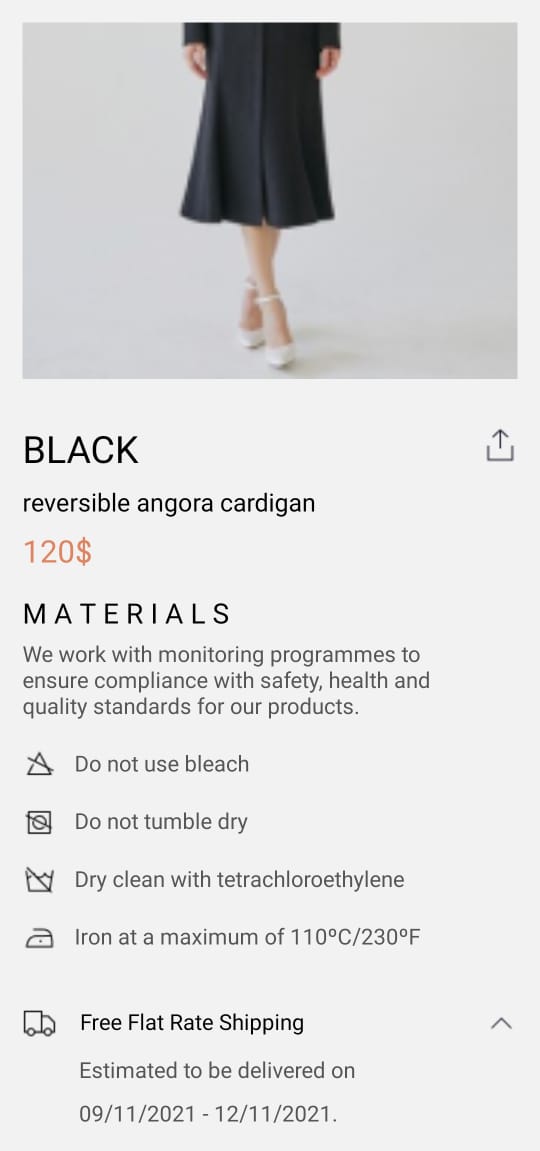 BLACK
reversible angora cardigan
120$
MATERIALS
We work with monitoring programmes to
ensure compliance with safety, health and
quality standards for our products.
Do not use bleach
Do not tumble dry
Dry clean with tetrachloroethylene
Iron at a maximum of 110ºC/230ºF
Free Flat Rate Shipping
Estimated to be delivered on
09/11/2021 - 12/11/2021.